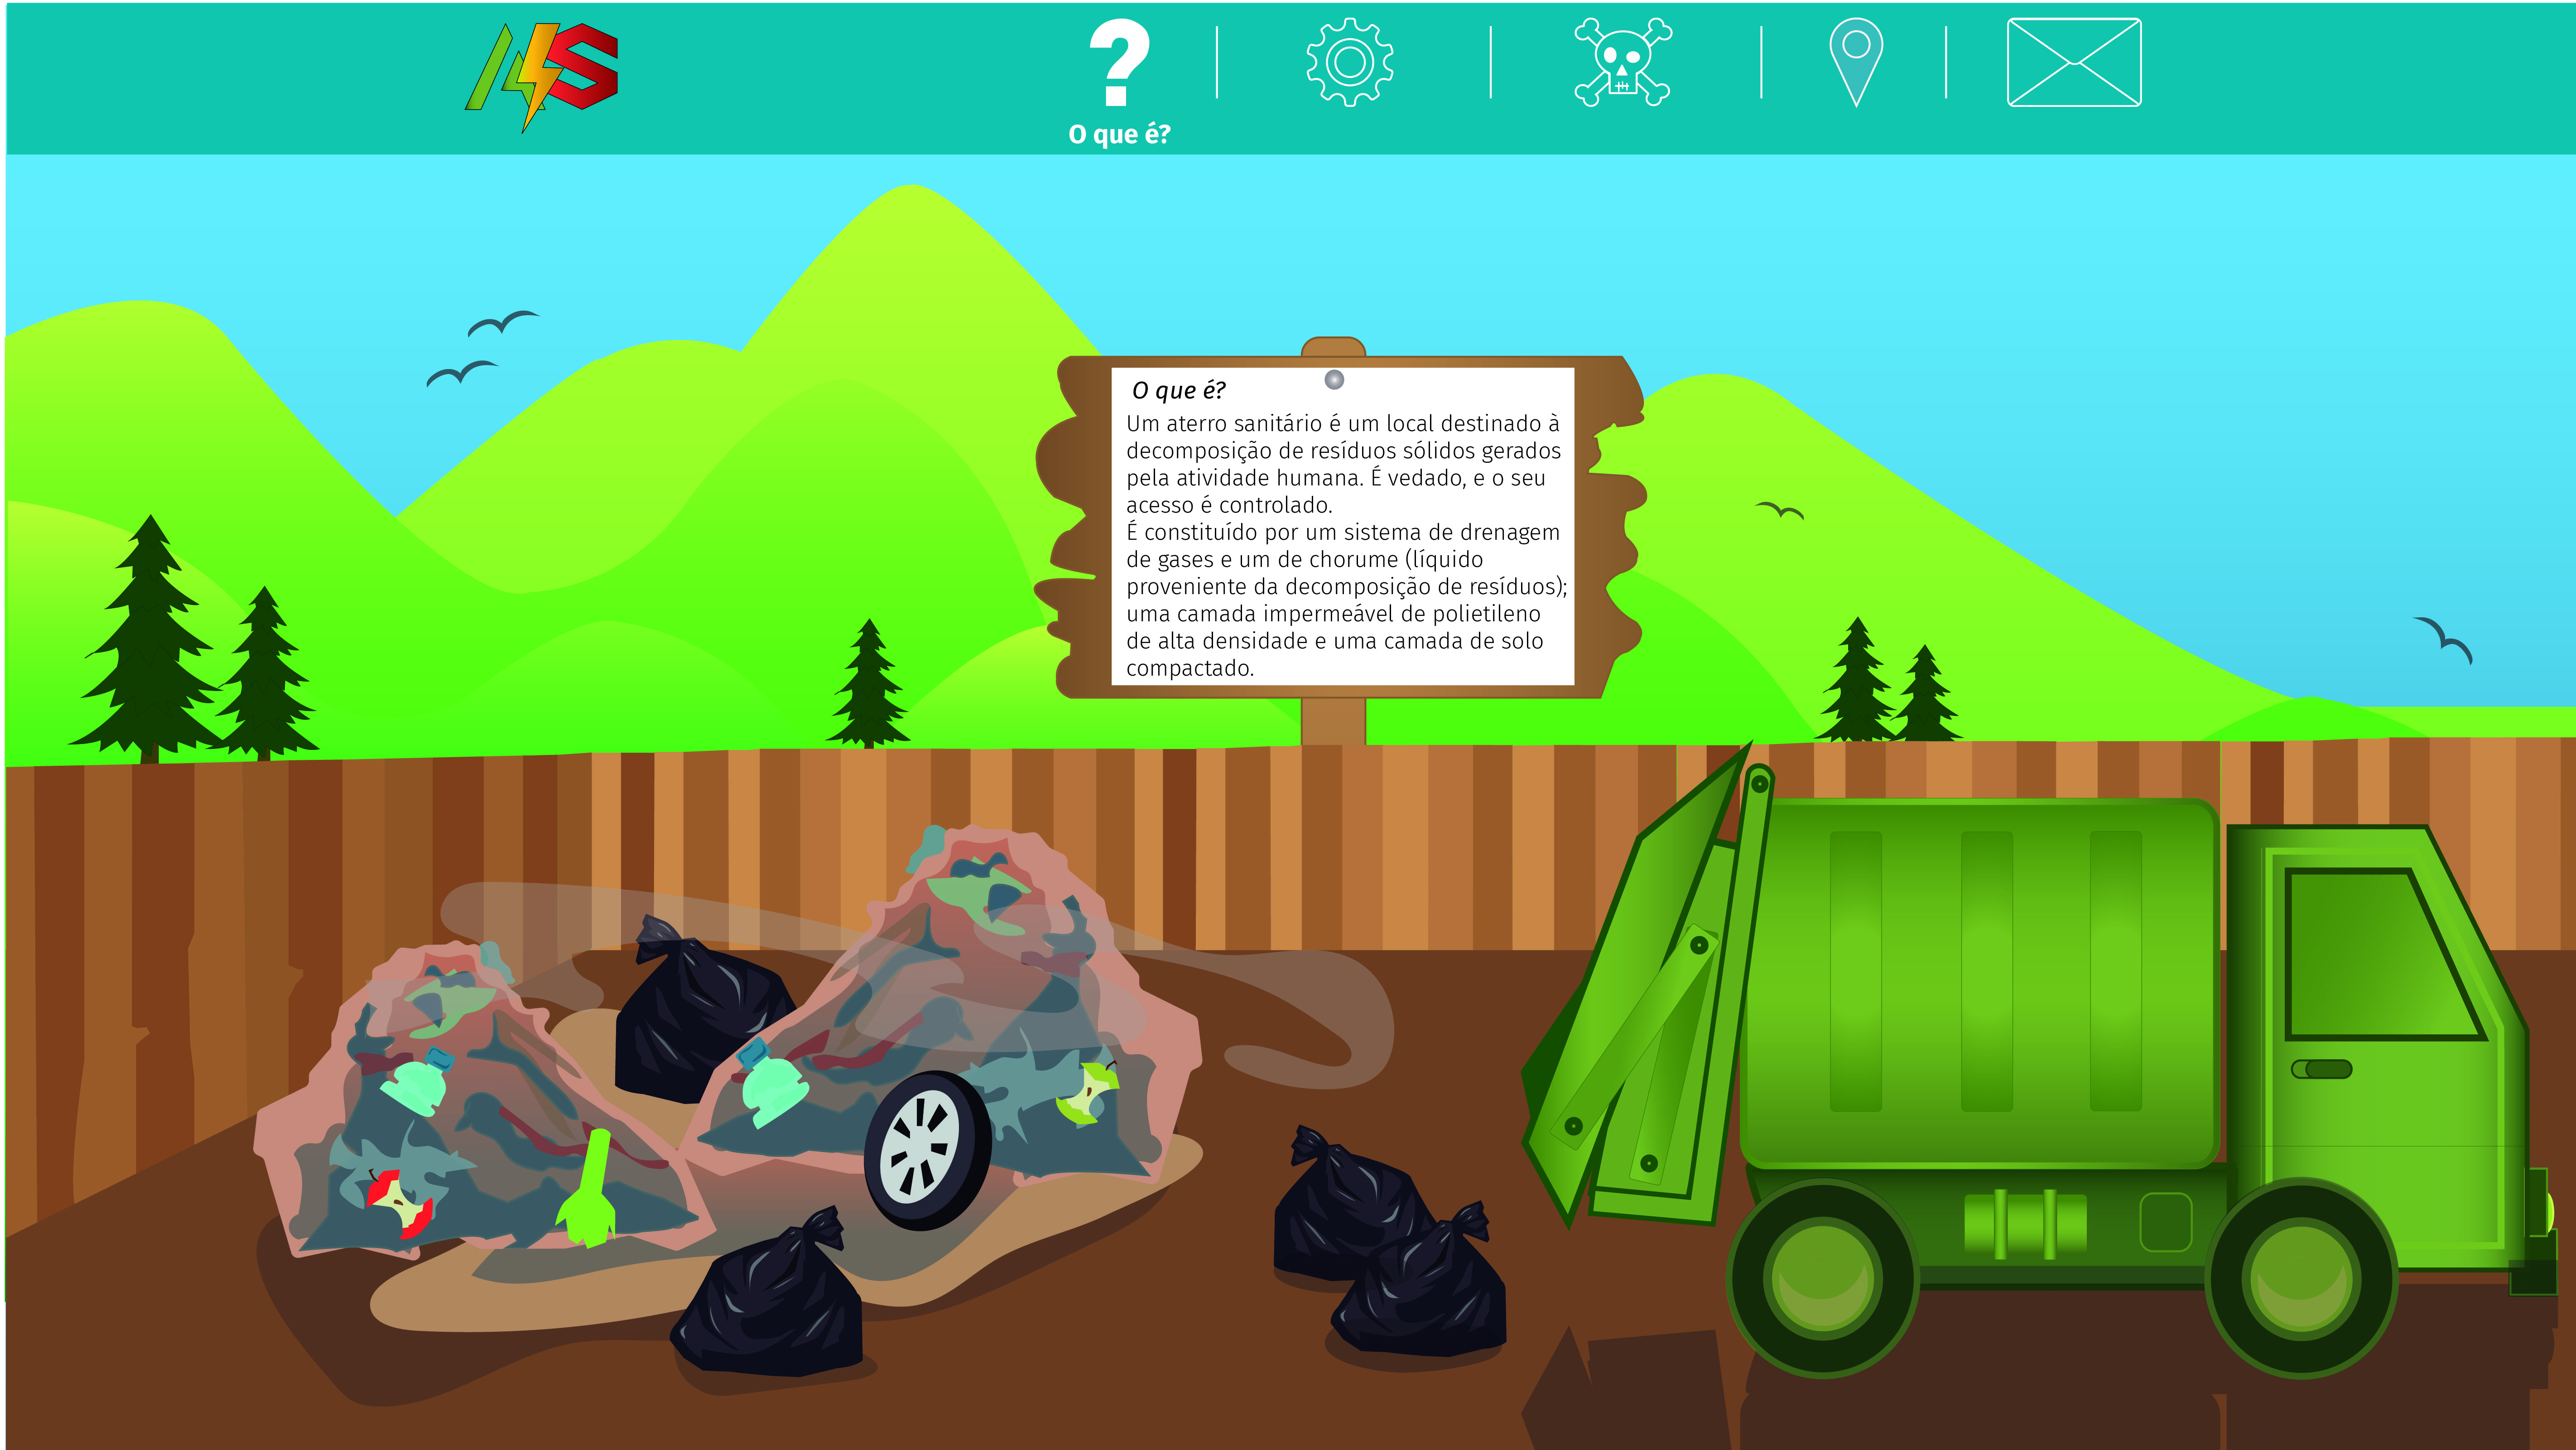 O que é?
O que é?
Um aterro sanitário é um local destinado à
decomposição de resíduos sólidos gerados
pela atividade humana. É vedado, e o seu
acesso é controlado.
É constituído por um sistema de drenagem
de gases e um de chorume (líquido
proveniente da decomposição de resíduos);
uma camada impermeável de polietileno
de alta densidade e uma camada de solo
compactado.